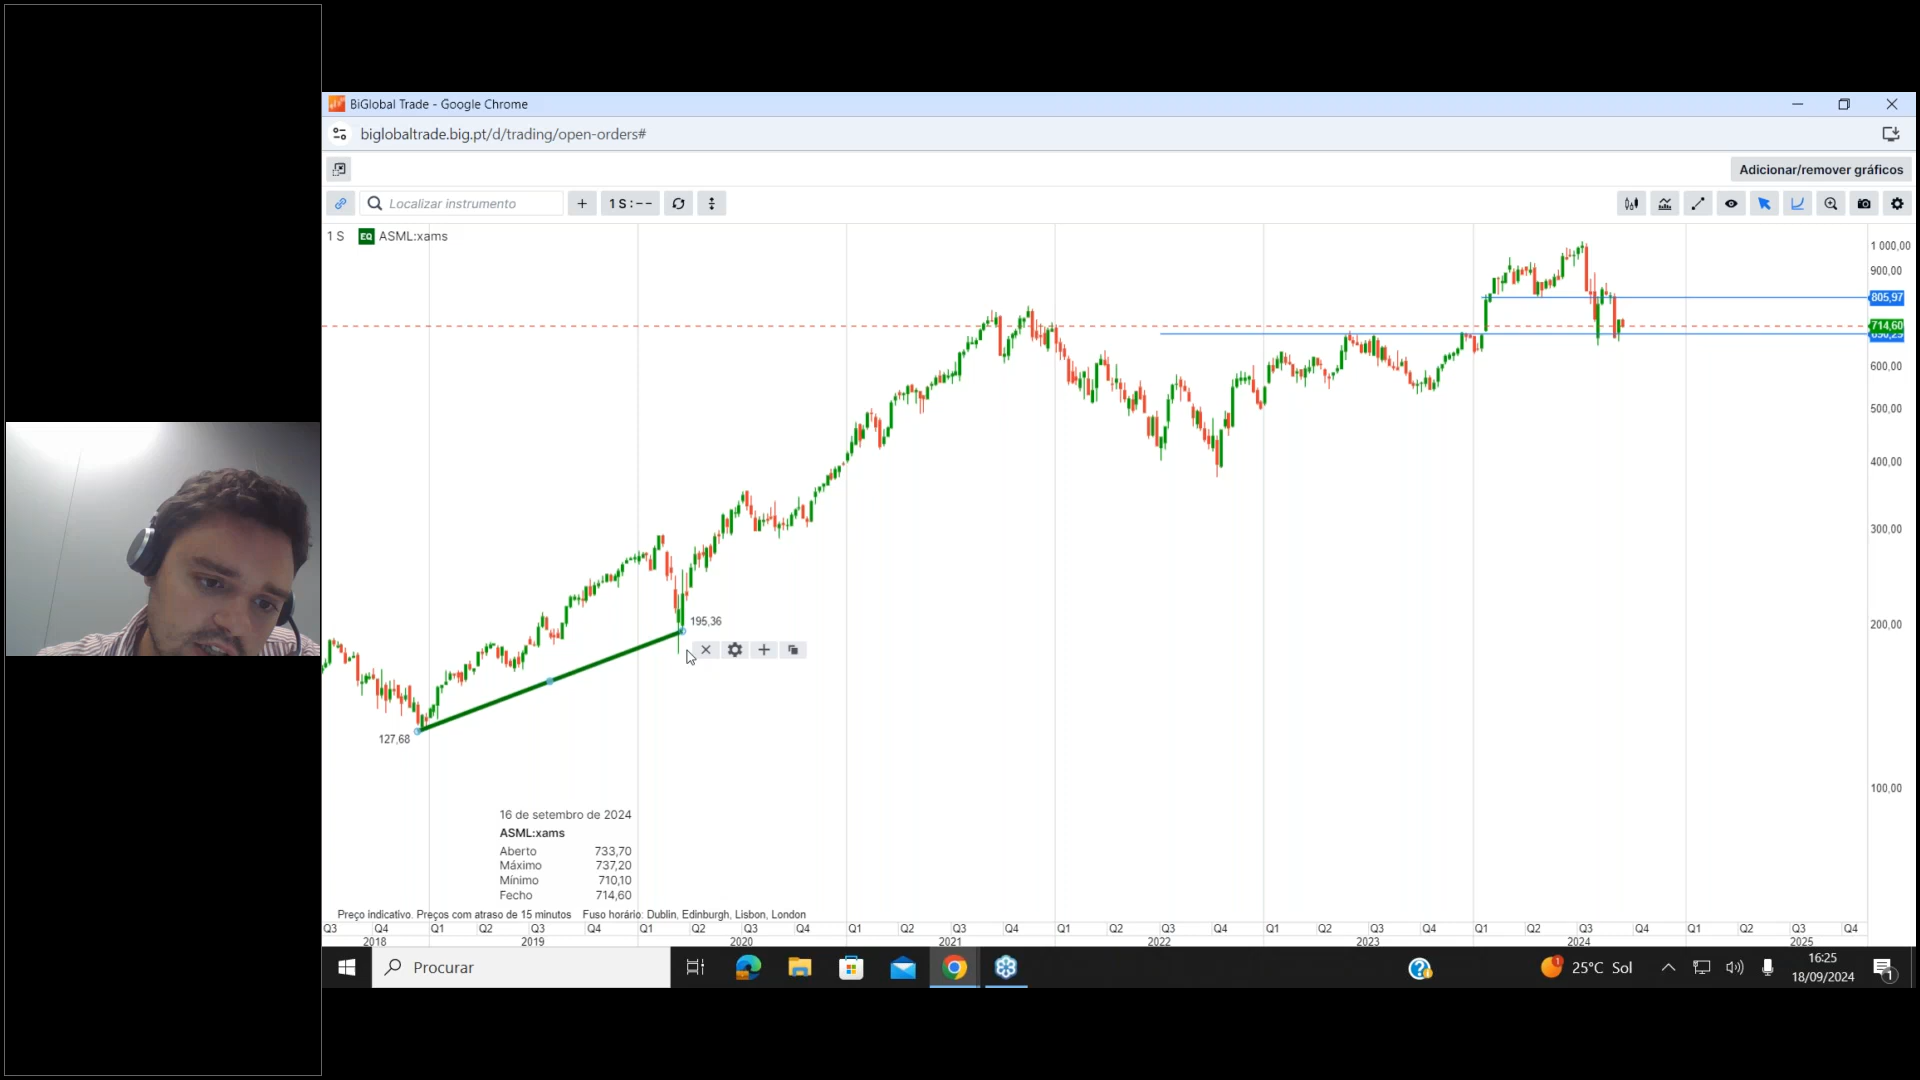 BiGlobal Trade - Google Chrome
biglobaltrade.big.pt/d/trading/open-orders#
Adicionar/remover gráficos
Localizar instrumento
1 S : --
1 S EQ ASML:xams
1 000,00
900,00
805,97
714,60
600,00
500,00
400,00
300,00
200,00
100,00
195,36
127,68
16 de setembro de 2024
ASML:xams
Aberto 733,70
Máximo 737,20
Mínimo 710,10
Fecho 714,60
Preço indicativo. Preços com atraso de 15 minutos Fuso horário: Dublin, Edinburgh, Lisbon, London
Q3 Q4 Q1 Q2 Q3 Q4 Q1 Q2 Q3 Q4 Q1 Q2 Q3 Q4 Q1 Q2 Q3 Q4 Q1 Q2 Q3 Q4 Q1 Q2 Q3 Q4 Q1 Q2 Q3 Q4
2018 2019 2020 2021 2022 2023 2024 2025
Procurar
1
25°C Sol
16:25
18/09/2024
1